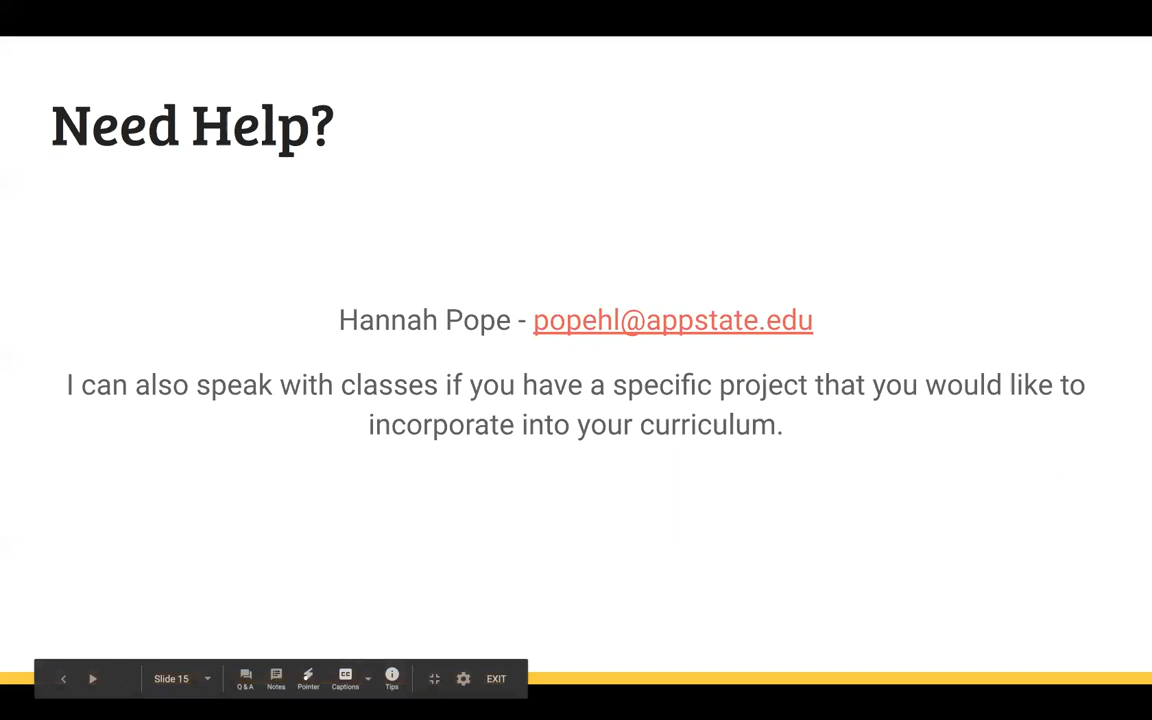 Need Help?
Hannah Pope - popehl@appstate.edu
I can also speak with classes if you have a specific project that you would like to
incorporate into your curriculum.
Slide 15
Q & A
Notes
Pointer
Captions
Tips
EXIT